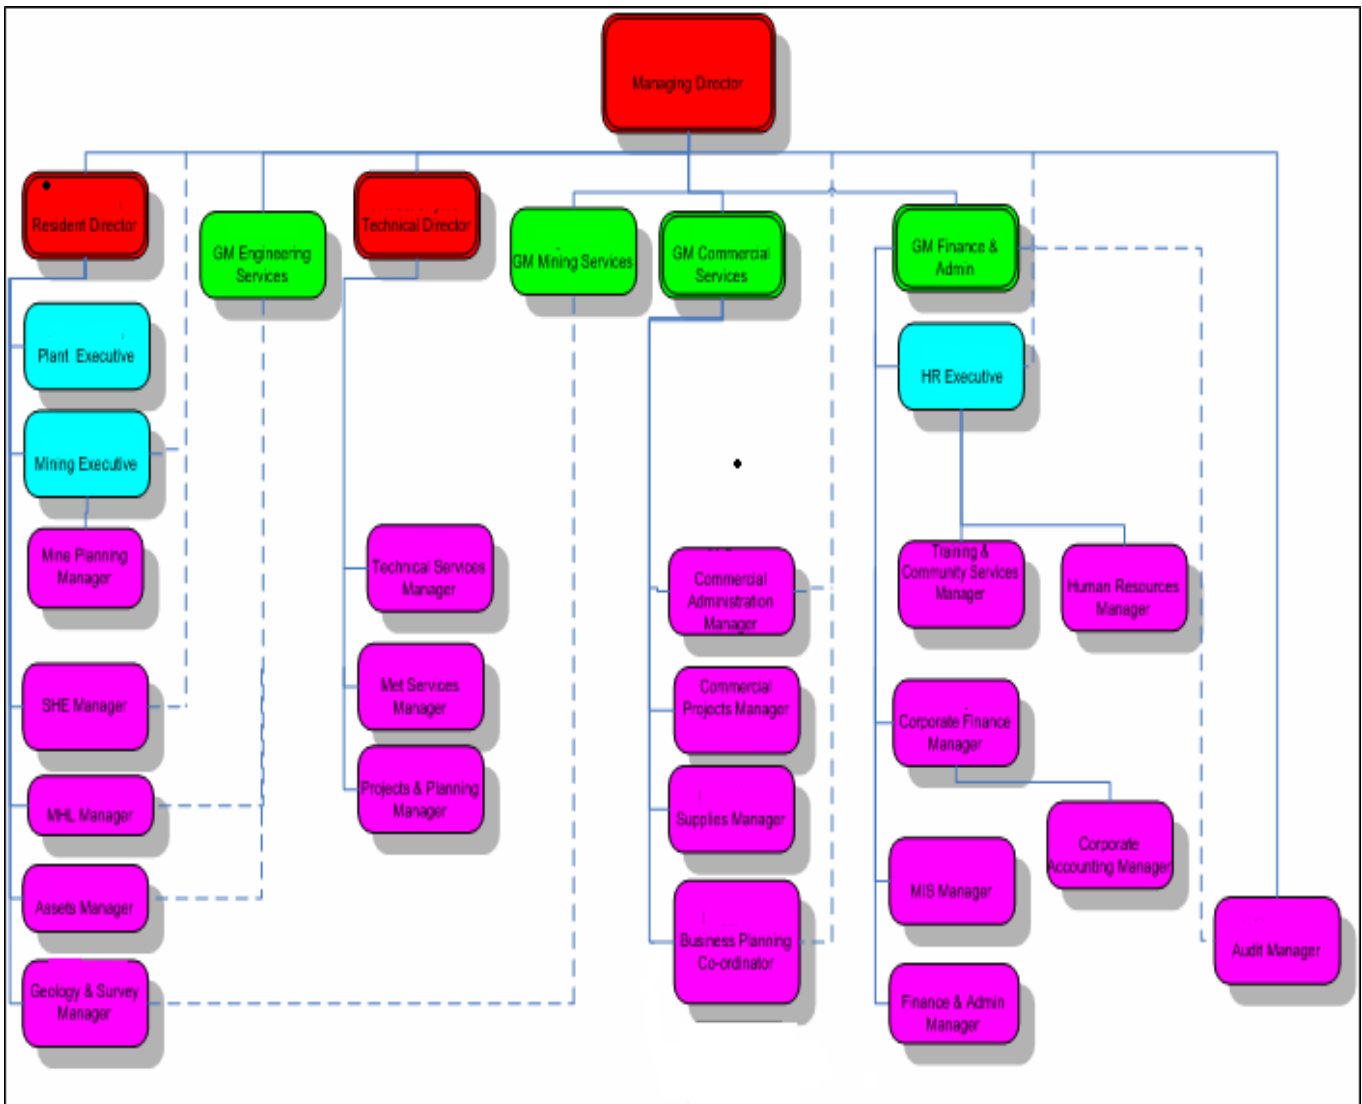 Managing Director
Resident Director
GM Engineering
Services
Technical Director
GM Mining Services
GM Commercial
Services
GM Finance &
Admin
Plant Executive
Mining Executive
HR Executive
Mine Planning
Manager
Technical Services
Manager
Commercial
Administration
Manager
Training &
Community Services
Manager
Human Resources
Manager
SHE Manager
Met Services
Manager
Commercial
Projects Manager
Corporate Finance
Manager
MHL Manager
Projects & Planning
Manager
Supplies Manager
Corporate
Accounting Manager
Assets Manager
Business Planning
Co-ordinator
MIS Manager
Audit Manager
Geology & Survey
Manager
Finance & Admin
Manager